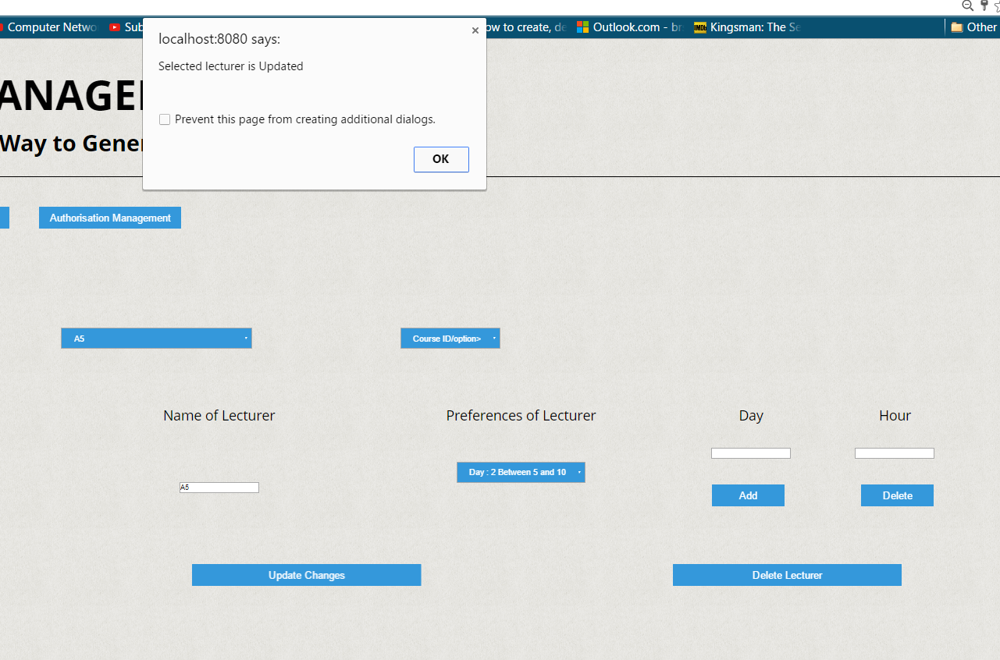 Computer Netwo
Sub
ow to create, de
Outlook.com - br
IMDb
Kingsman: The Se
Other
localhost:8080 says:
Selected lecturer is Updated
Prevent this page from creating additional dialogs.
OK
ANAGE
Way to Gener
Authorisation Management
A5
Course ID/option>
Name of Lecturer
Preferences of Lecturer
Day
Hour
Day : 2 Between 5 and 10
A5
Add
Delete
Update Changes
Delete Lecturer